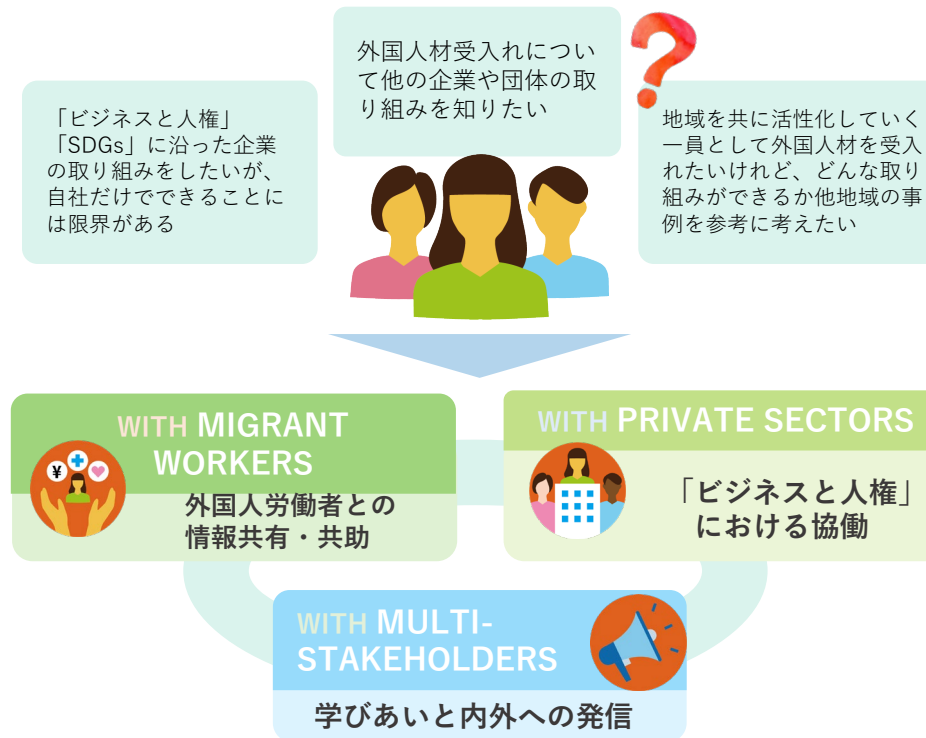 外国人材受入れについ
て他の企業や団体の取
り組みを知りたい
?
「ビジネスと人権」
「SDGs」に沿った企業
の取り組みをしたいが、
自社だけでできることに
は限界がある
地域を共に活性化していく
一員として外国人材を受入
れたいけれど、どんな取り
組みができるか他地域の事
例を参考に考えたい
WITH MIGRANT
WORKERS
¥
外国人労働者との
情報共有・共助
WITH PRIVATE SECTORS
「ビジネスと人権」
における協働
WITH MULTI-
STAKEHOLDERS
学びあいと内外への発信